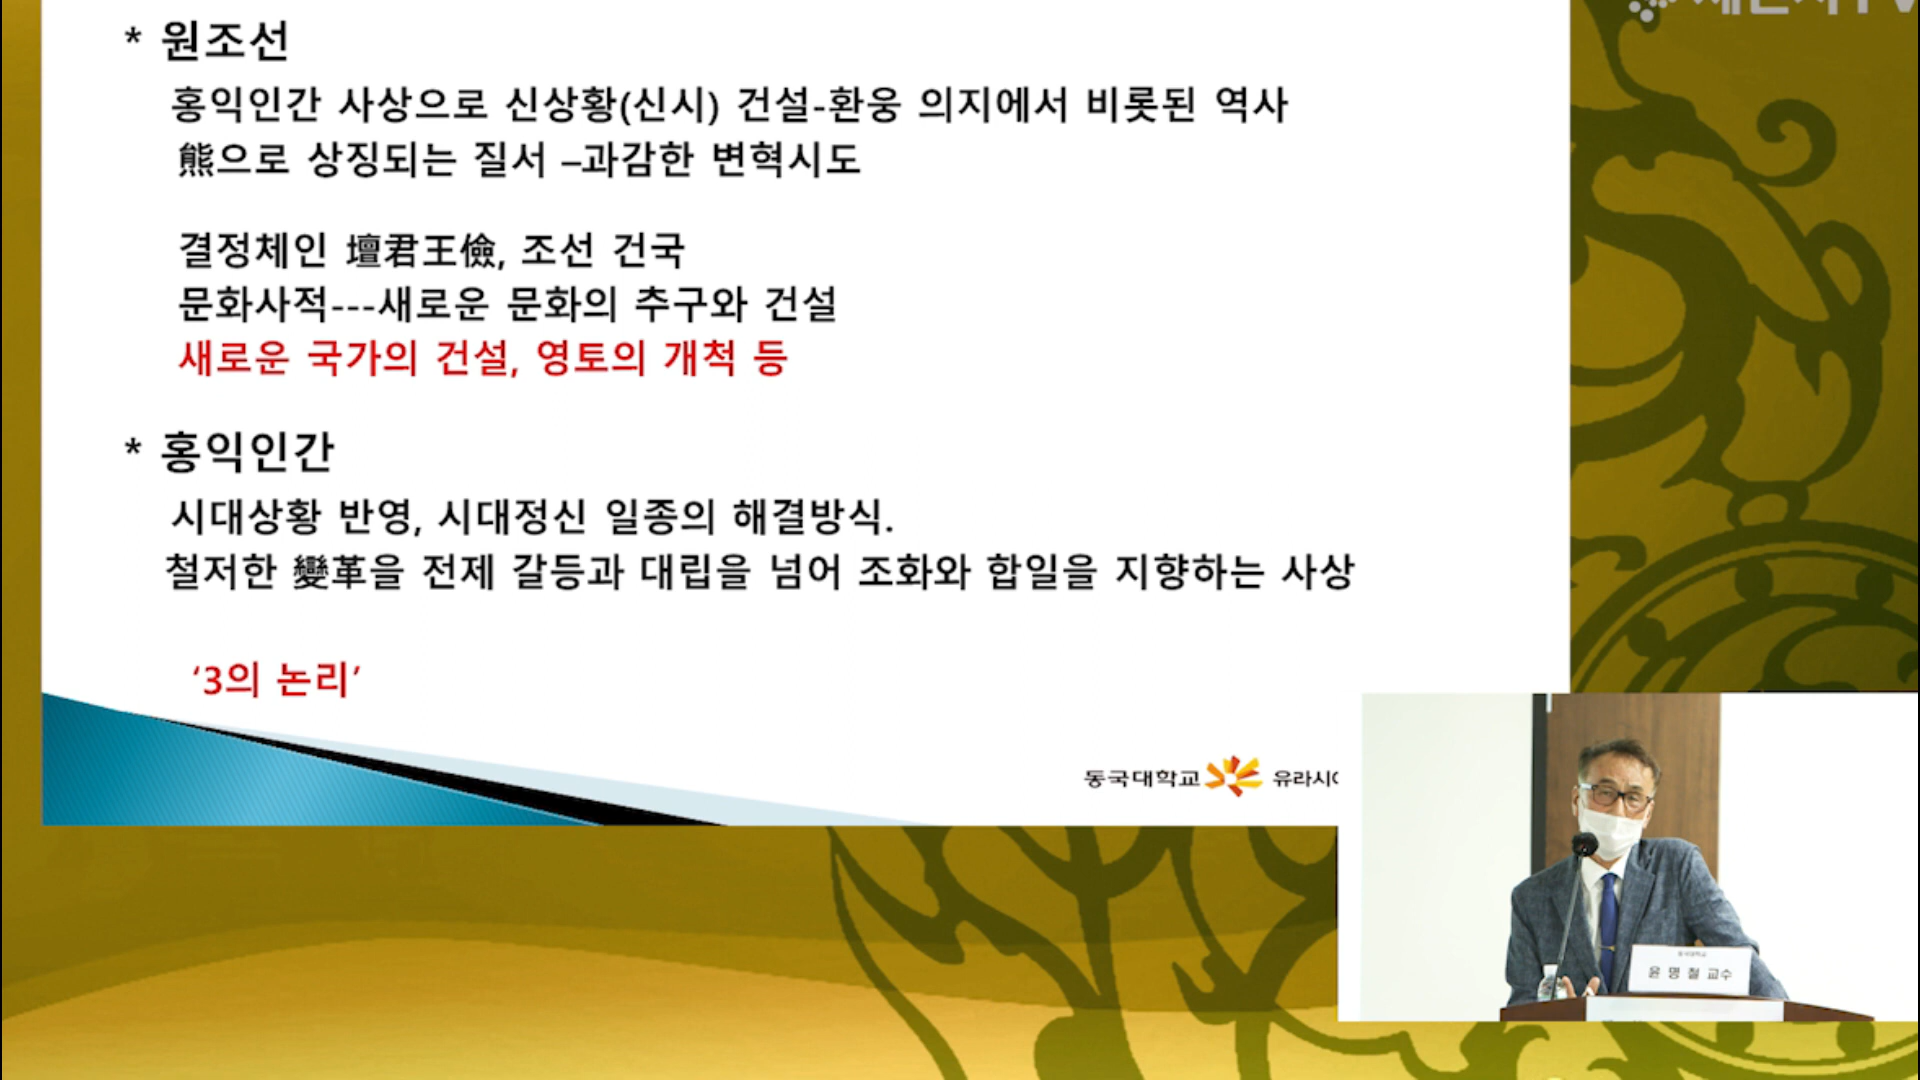 * 원조선
홍익인간 사상으로 신상황(신시) 건설-환웅 의지에서 비롯된 역사
熊으로 상징되는 질서 –과감한 변혁시도
결정체인 壇君王儉, 조선 건국
문화사적---새로운 문화의 추구와 건설
새로운 국가의 건설, 영토의 개척 등
* 홍익인간
시대상황 반영, 시대정신 일종의 해결방식.
철저한 變革을 전제 갈등과 대립을 넘어 조화와 합일을 지향하는 사상
‘3의 논리’
동국대학교 유라시아
동국대학교
윤명철 교수